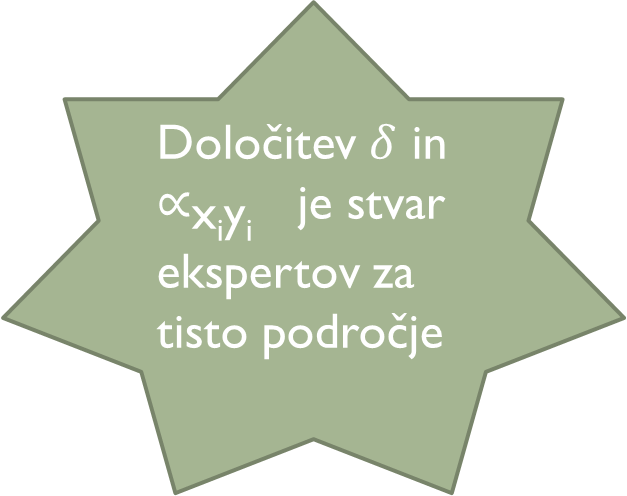 Določitev 𝛿 in
∝xᵢyᵢ je stvar
ekspertov za
tisto področje